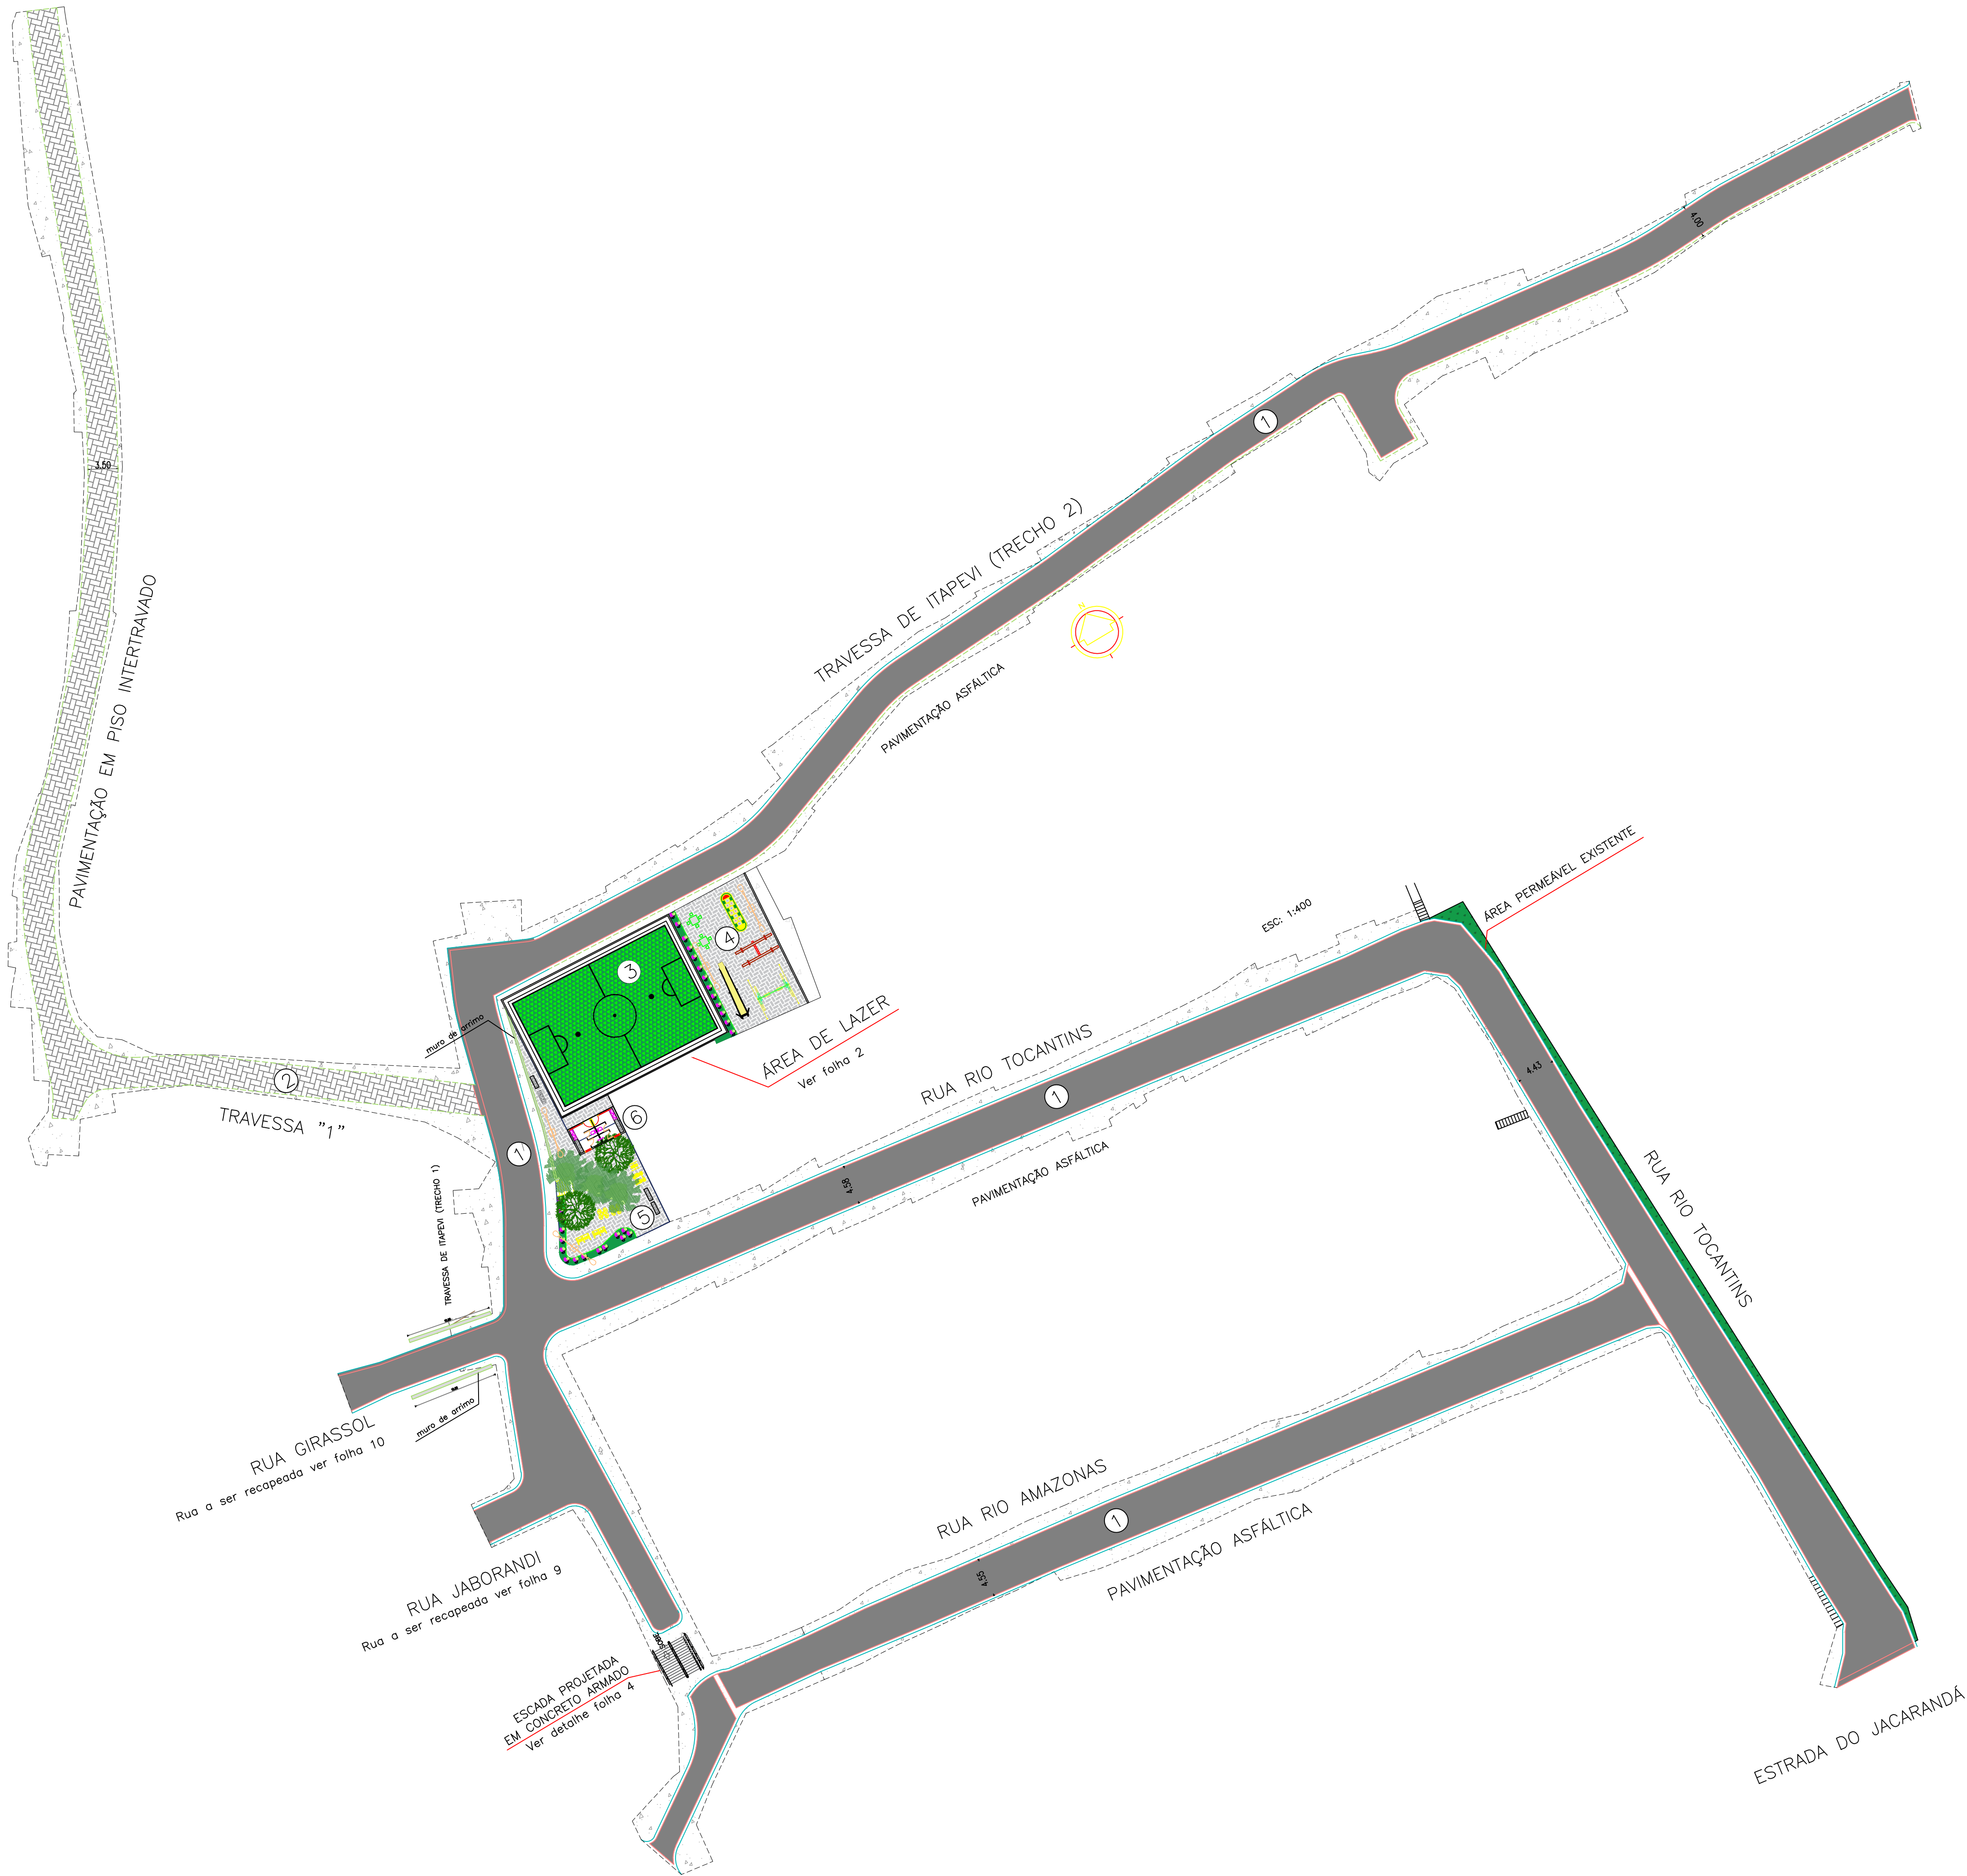 4.00
1
3.50
TRAVESSA DE ITAPEVI (TRECHO 2)
PAVIMENTAÇÃO ASFÁLTICA
PAVIMENTAÇÃO EM PISO INTERTRAVADO
ÁREA PERMEÁVEL EXISTENTE
ESC: 1:400
4
3
muro de arrimo
ÁREA DE LAZER
Ver folha 2
2
TRAVESSA "1"
RUA RIO TOCANTINS
1
4.43
6
1
PAVIMENTAÇÃO ASFÁLTICA
4.58
5
RUA RIO TOCANTINS
TRAVESSA DE ITAPEVI (TRECHO 1)
muro de arrimo
RUA GIRASSOL
Rua a ser recapeada ver folha 10
RUA RIO AMAZONAS
1
PAVIMENTAÇÃO ASFÁLTICA
4.55
RUA JABORANDI
Rua a ser recapeada ver folha 9
SOBE
ESCADA PROJETADA
EM CONCRETO ARMADO
Ver detalhe folha 4
ESTRADA DO JACARANDÁ